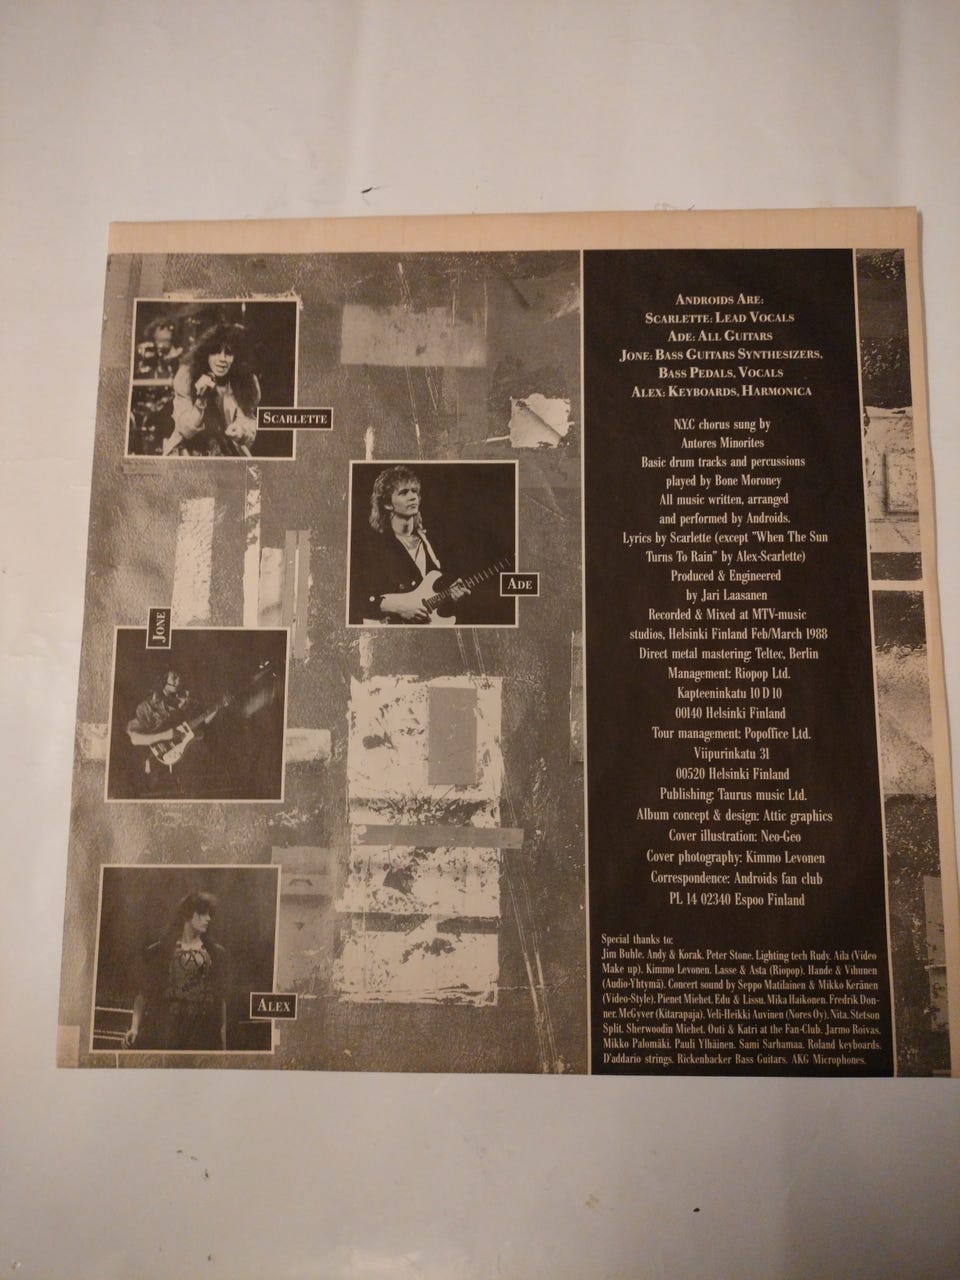 SCARLETTE
ADE
JONE
ALEX
ANDROIDS ARE:
SCARLETTE: LEAD VOCALS
ADE: ALL GUITARS
JONE: BASS GUITARS SYNTHESIZERS,
BASS PEDALS, VOCALS
ALEX: KEYBOARDS, HARMONICA
N.Y.C chorus sung by
Antores Minorites
Basic drum tracks and percussions
played by Bone Moroney
All music written, arranged
and performed by Androids.
Lyrics by Scarlette (except "When The Sun
Turns To Rain" by Alex-Scarlette)
Produced & Engineered
by Jari Laasanen
Recorded & Mixed at MTV-music
studios, Helsinki Finland Feb/March 1988
Direct metal mastering: Teltec, Berlin
Management: Riopop Ltd.
Kapteeninkatu 10 D 10
00140 Helsinki Finland
Tour management: Popoffice Ltd.
Viipurinkatu 31
00520 Helsinki Finland
Publishing: Taurus music Ltd.
Album concept & design: Attic graphics
Cover illustration: Neo-Geo
Cover photography: Kimmo Levonen
Correspondence: Androids fan club
PL 14 02340 Espoo Finland
Special thanks to:
Jim Buhle. Andy & Korak. Peter Stone. Lighting tech Rudy. Aila (Video
Make up). Kimmo Levonen. Lasse & Asta (Riopop). Hande & Vihunen
(Audio-Yhtymä). Concert sound by Seppo Matilainen & Mikko Keränen
(Video-Style). Pienet Miehet. Edu & Lissu. Mika Haikonen. Fredrik Don-
ner. McGyver (Kitarapaja). Veli-Heikki Auvinen (Nores Oy). Nita. Stetson
Split. Sherwoodin Miehet. Outi & Katri at the Fan-Club. Jarmo Roivas.
Mikko Palomäki. Pauli Ylhäinen. Sami Sarhamaa. Roland keyboards.
D'addario strings. Rickenbacker Bass Guitars. AKG Microphones.